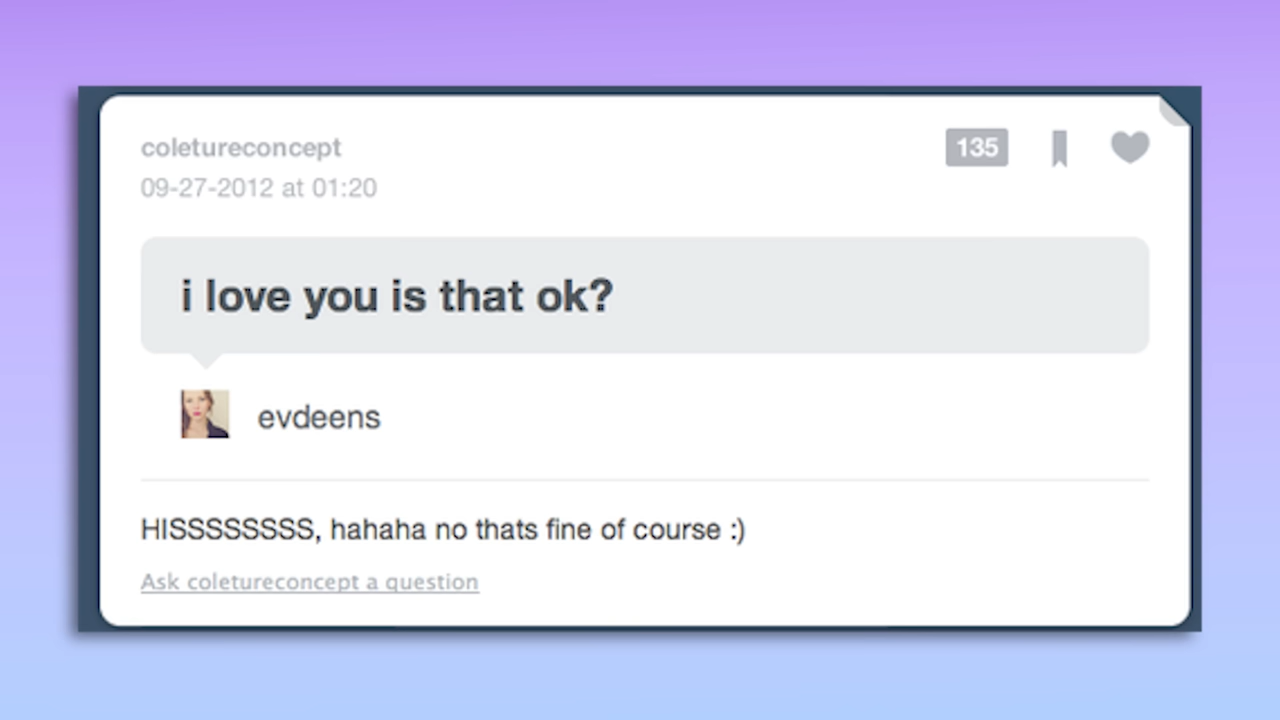 coletureconcept
135
09-27-2012 at 01:20
i love you is that ok?
evdeens
HISSSSSSSS, hahaha no thats fine of course :)
Ask coletureconcept a question